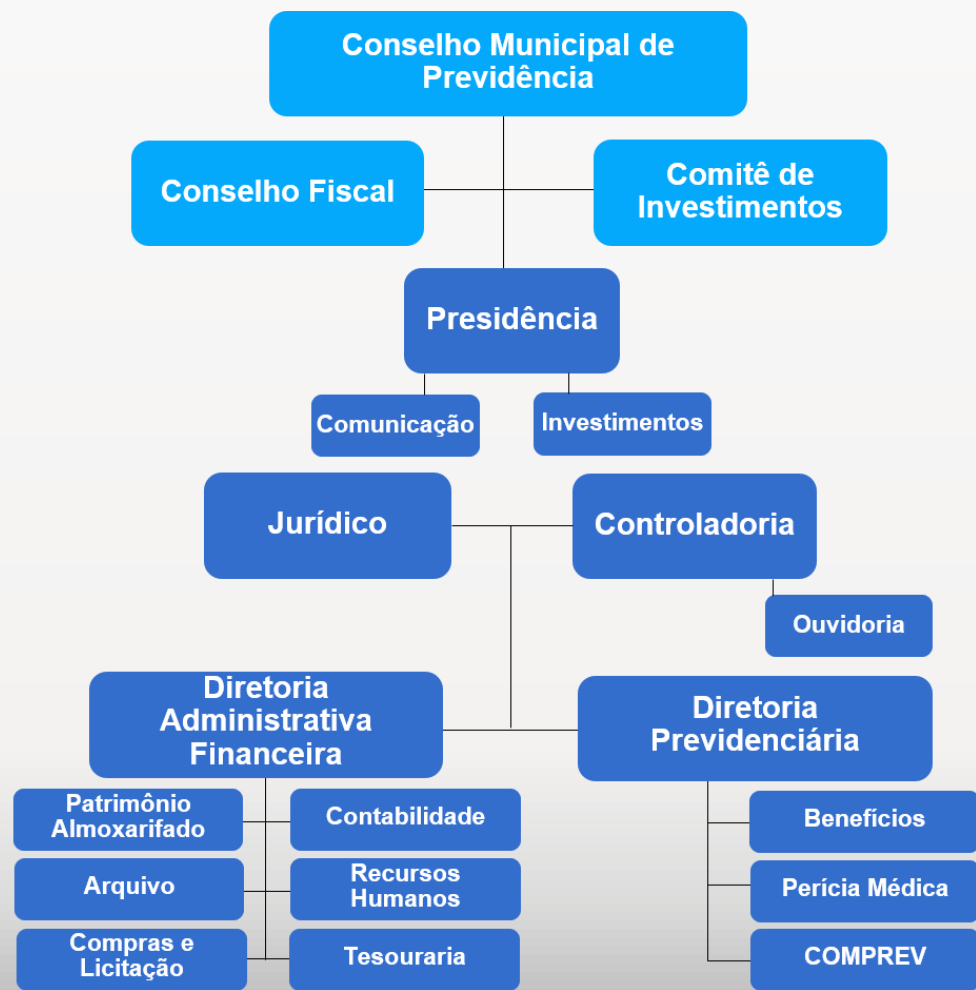 Conselho Municipal de
Previdência
Conselho Fiscal
Comitê de
Investimentos
Presidência
Comunicação
Investimentos
Jurídico
Controladoria
Ouvidoria
Diretoria
Administrativa
Financeira
Diretoria
Previdenciária
Patrimônio
Almoxarifado
Contabilidade
Benefícios
Arquivo
Recursos
Humanos
Perícia Médica
Compras e
Licitação
Tesouraria
COMPREV